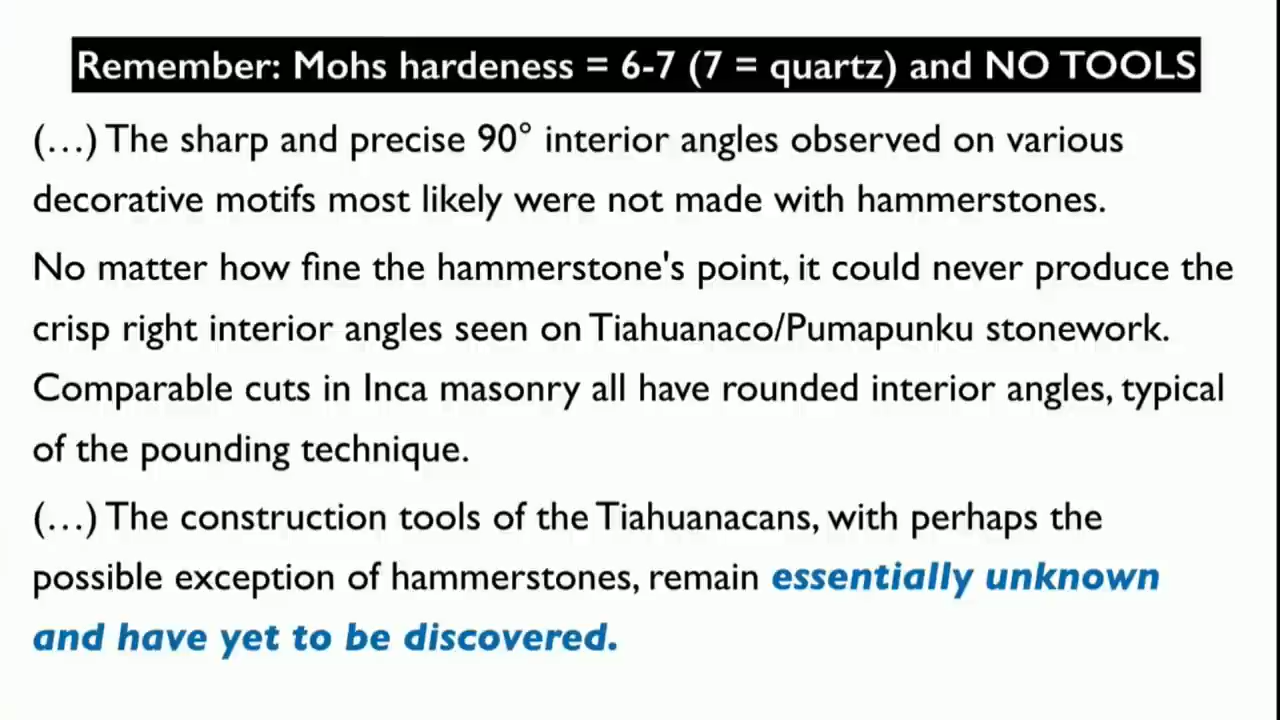 Remember: Mohs hardeness = 6-7 (7 = quartz) and NO TOOLS
(…) The sharp and precise 90° interior angles observed on various
decorative motifs most likely were not made with hammerstones.
No matter how fine the hammerstone's point, it could never produce the
crisp right interior angles seen on Tiahuanaco/Pumapunku stonework.
Comparable cuts in Inca masonry all have rounded interior angles, typical
of the pounding technique.
(…) The construction tools of the Tiahuanacans, with perhaps the
possible exception of hammerstones, remain essentially unknown
and have yet to be discovered.